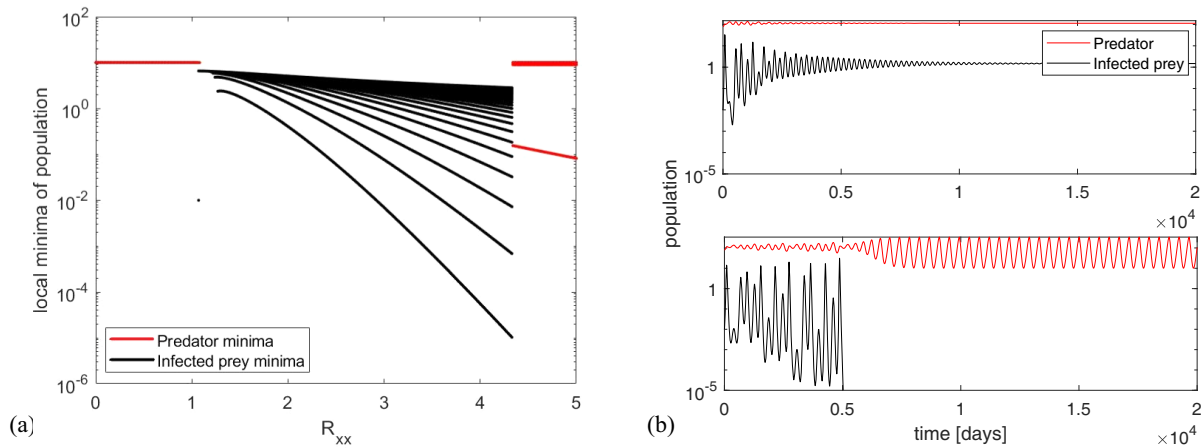 10^2
10^0
10^-2
10^-4
10^-6
local minima of population
Predator minima
Infected prey minima
0 1 2 3 4 5
R_xx
(a)
Predator
Infected prey
1
10^-5
0 0.5 1 1.5 2
×10^4
population
1
10^-5
0 0.5 1 1.5 2
time [days]
×10^4
(b)